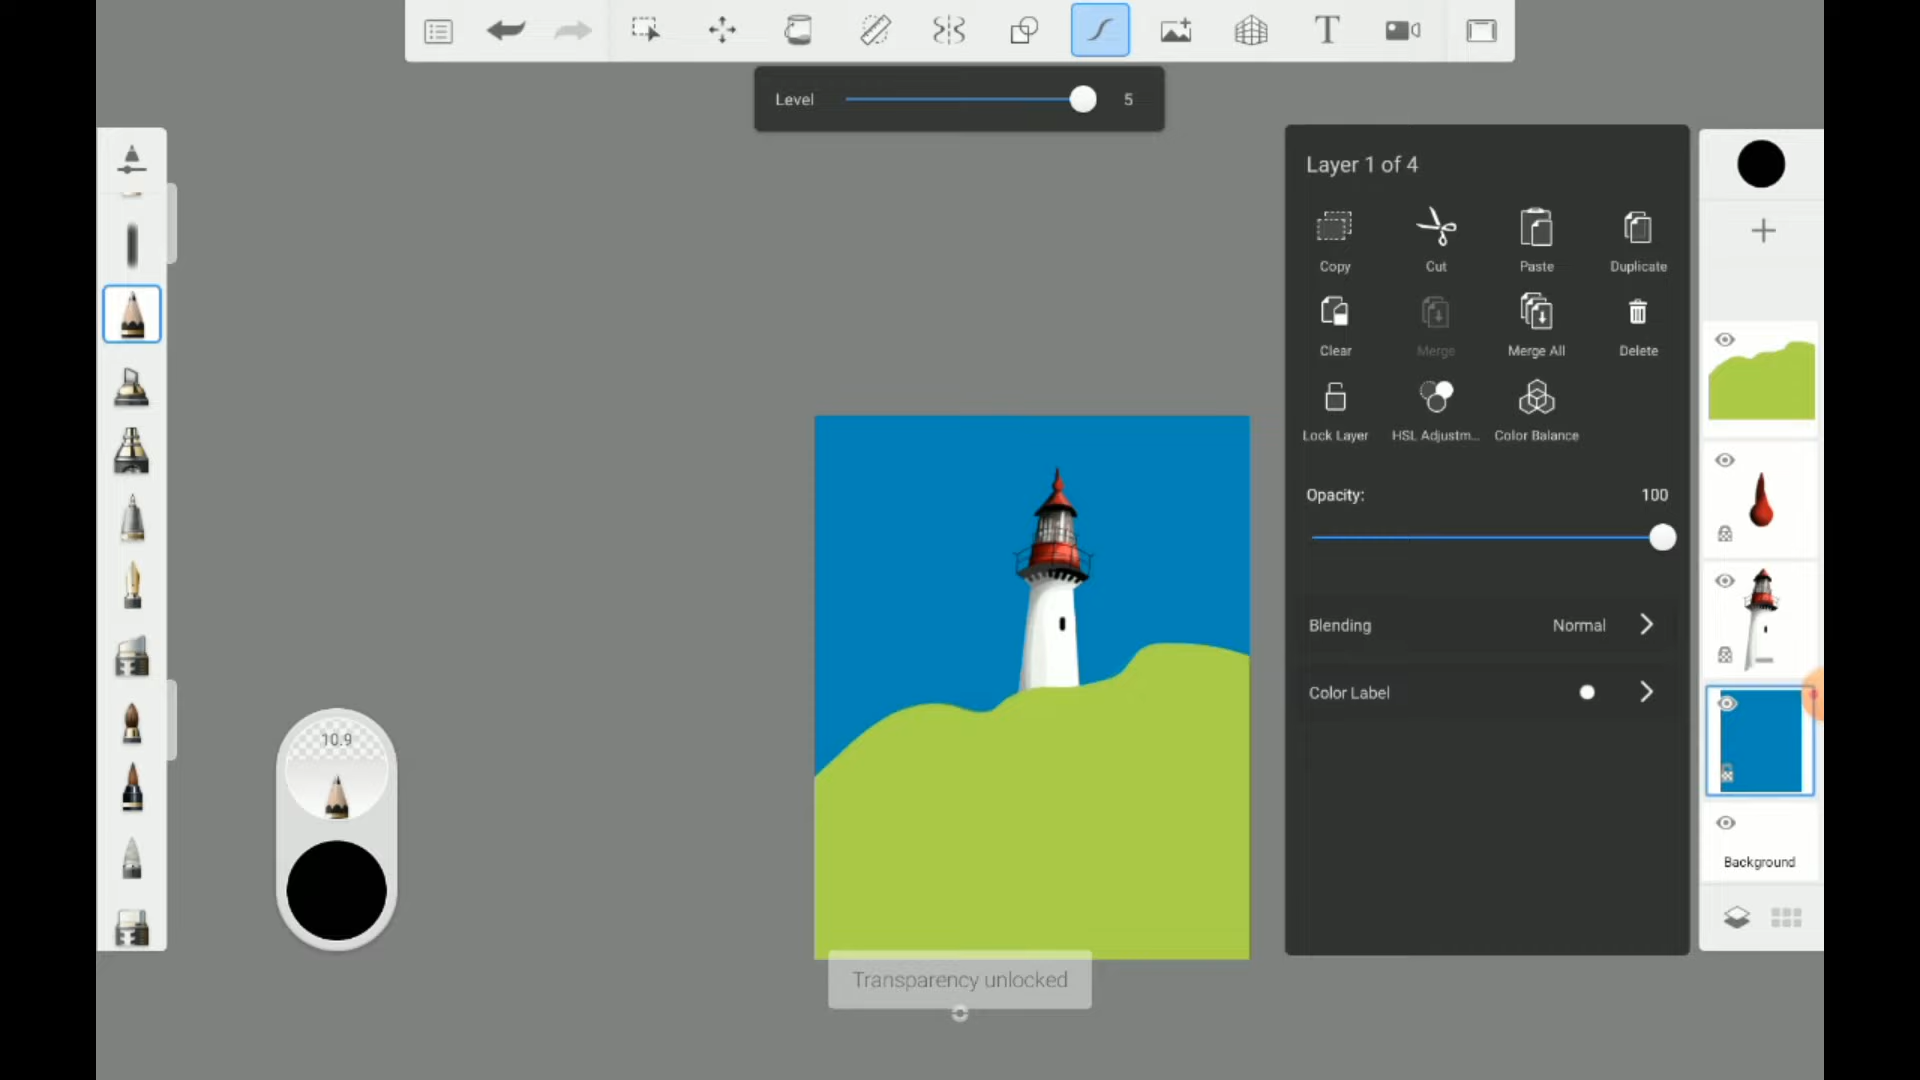 T
Level 5
Layer 1 of 4
Copy Cut Paste Duplicate
Clear Merge Merge All Delete
Lock Layer HSL Adjustm... Color Balance
Opacity: 100
Blending Normal
Color Label
10.9
Background
Transparency unlocked